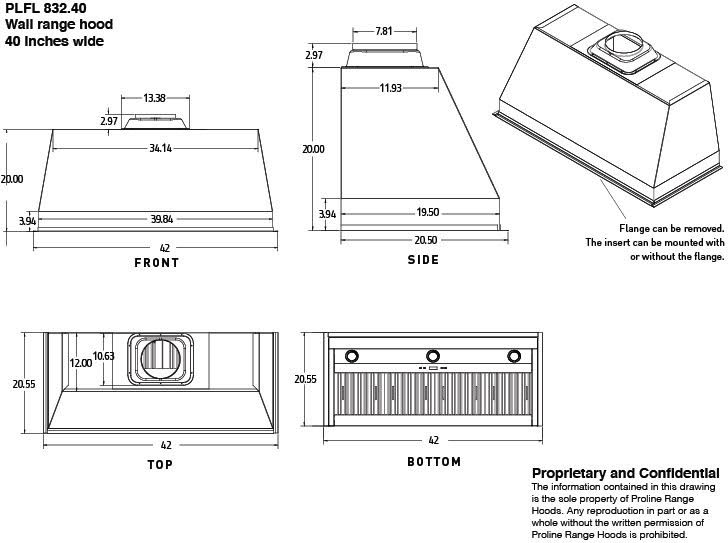 PLFL 832.40
Wall range hood
40 Inches wide
13.38
2.97
34.14
20.00
3.94
39.84
42
FRONT
7.81
2.97
11.93
20.00
3.94
19.50
20.50
SIDE
Flange can be removed.
The insert can be mounted with
or without the flange.
12.00
10.63
20.55
42
TOP
20.55
42
BOTTOM
Proprietary and Confidential
The information contained in this drawing
is the sole property of Proline Range
Hoods. Any reproduction in part or as a
whole without the written permission of
Proline Range Hoods is prohibited.